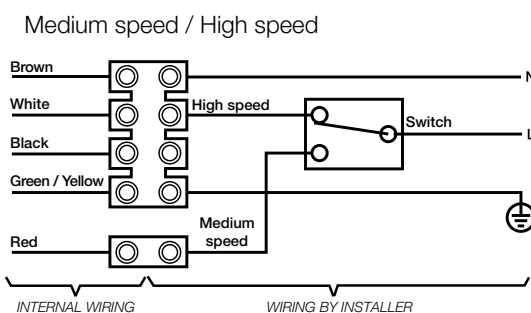 Medium speed / High speed
Brown
N
White
High speed
Switch
L
Black
Green / Yellow
Medium
speed
Red
INTERNAL WIRING
WIRING BY INSTALLER